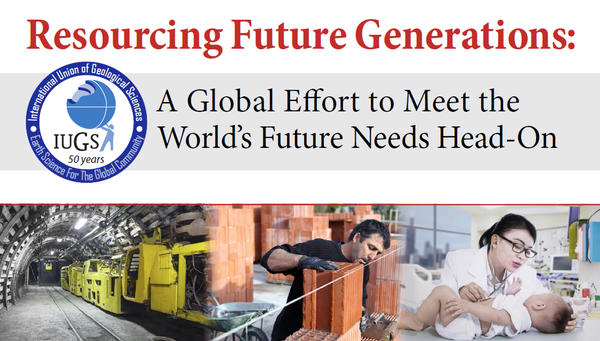 Resourcing Future Generations:
A Global Effort to Meet the
World's Future Needs Head-On
International Union of Geological Sciences
IUGS
50 years
Earth Science For The Global Community